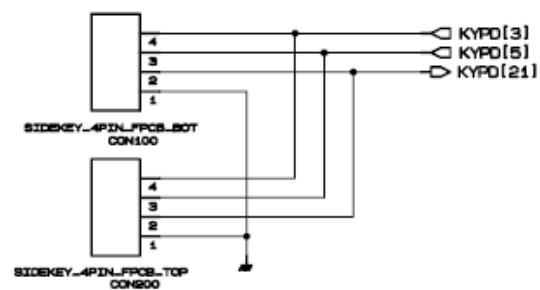 KYPD[3]
4
KYPD[5]
3
KYPD[21]
2
1
SIDEKEY_4PIN_FPCB_BOT
CON100
4
3
2
1
SIDEKEY_4PIN_FPCB_TOP
CON200